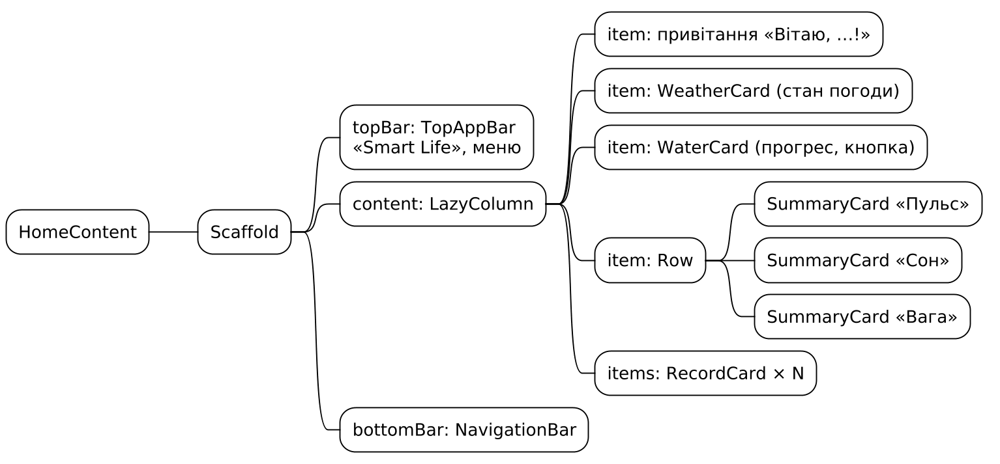 HomeContent
Scaffold
topBar: TopAppBar
«Smart Life», меню
content: LazyColumn
item: привітання «Вітаю, …!»
item: WeatherCard (стан погоди)
item: WaterCard (прогрес, кнопка)
item: Row
SummaryCard «Пульс»
SummaryCard «Сон»
SummaryCard «Вага»
items: RecordCard × N
bottomBar: NavigationBar